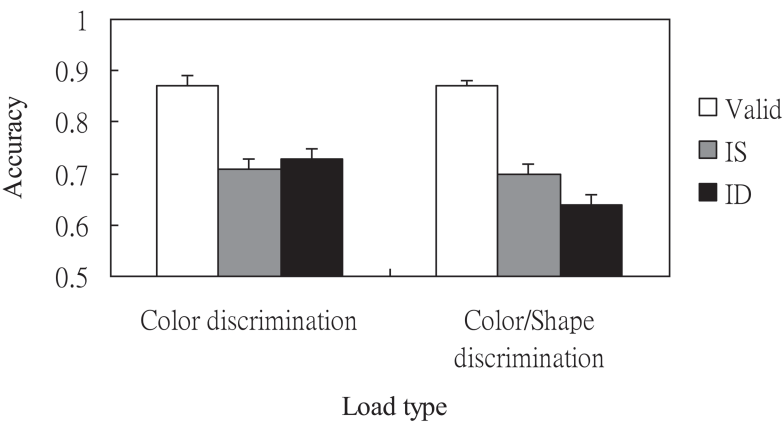 1
0.9
0.8
0.7
0.6
0.5
Accuracy
Valid
IS
ID
Color discrimination
Color/Shape
discrimination
Load type